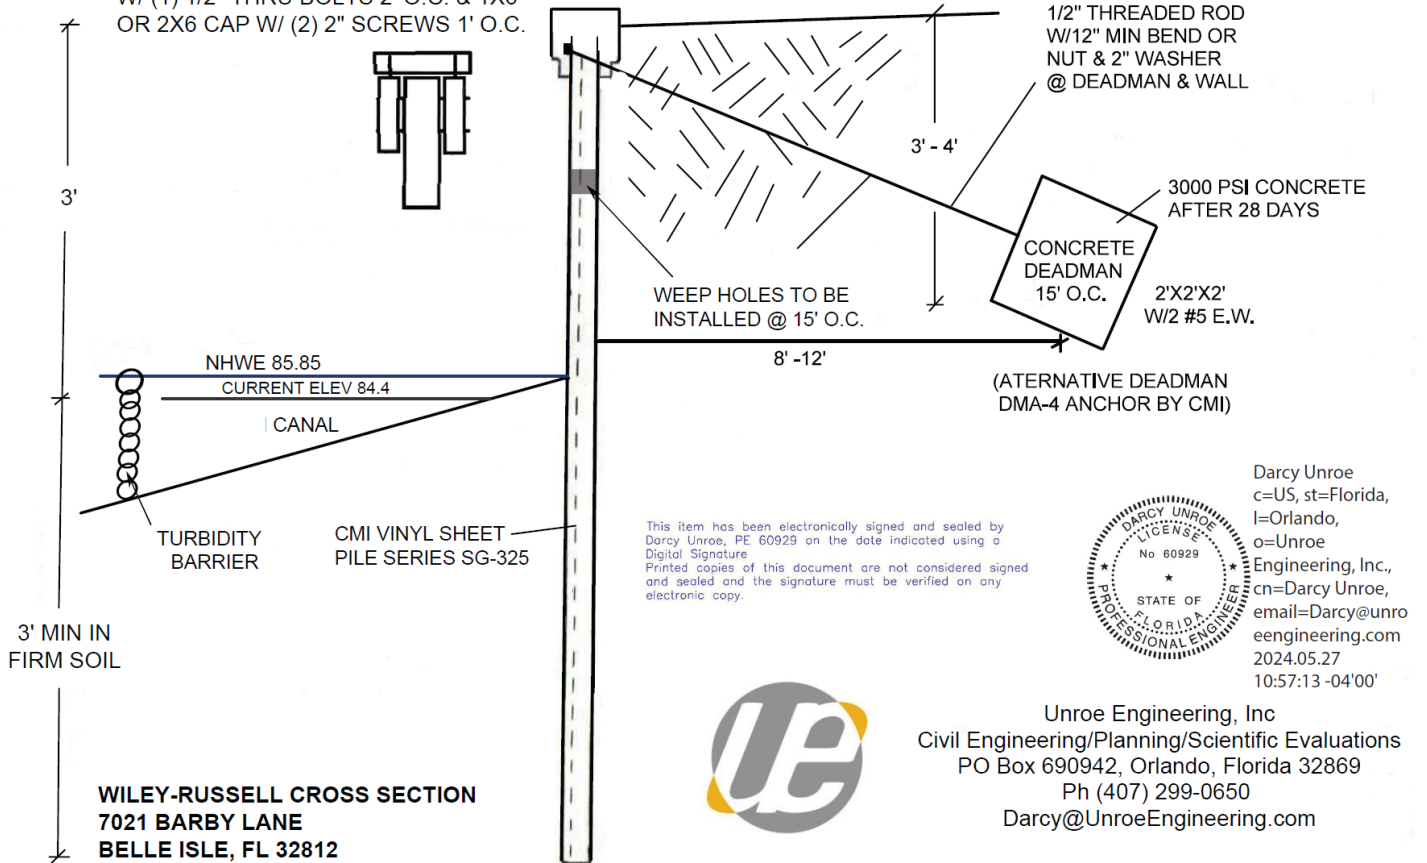 W/ (1) 1/2" THRU BOLTS 2' O.C. & 4X6
OR 2X6 CAP W/ (2) 2" SCREWS 1' O.C.
1/2" THREADED ROD
W/12" MIN BEND OR
NUT & 2" WASHER
@ DEADMAN & WALL
3'
3' - 4'
3000 PSI CONCRETE
AFTER 28 DAYS
CONCRETE
DEADMAN
15' O.C.
2'X2'X2'
W/2 #5 E.W.
WEEP HOLES TO BE
INSTALLED @ 15' O.C.
8' -12'
(ATERNATIVE DEADMAN
DMA-4 ANCHOR BY CMI)
NHWE 85.85
CURRENT ELEV 84.4
CANAL
TURBIDITY
BARRIER
CMI VINYL SHEET
PILE SERIES SG-325
3' MIN IN
FIRM SOIL
This item has been electronically signed and sealed by
Darcy Unroe, PE 60929 on the date indicated using a
Digital Signature
Printed copies of this document are not considered signed
and sealed and the signature must be verified on any
electronic copy.
DARCY UNROE
LICENSE
No 60929
STATE OF
FLORIDA
PROFESSIONAL ENGINEER
Darcy Unroe
c=US, st=Florida,
l=Orlando,
o=Unroe
Engineering, Inc.,
cn=Darcy Unroe,
email=Darcy@unro
eengineering.com
2024.05.27
10:57:13 -04'00'
ue
Unroe Engineering, Inc
Civil Engineering/Planning/Scientific Evaluations
PO Box 690942, Orlando, Florida 32869
Ph (407) 299-0650
Darcy@UnroeEngineering.com
WILEY-RUSSELL CROSS SECTION
7021 BARBY LANE
BELLE ISLE, FL 32812